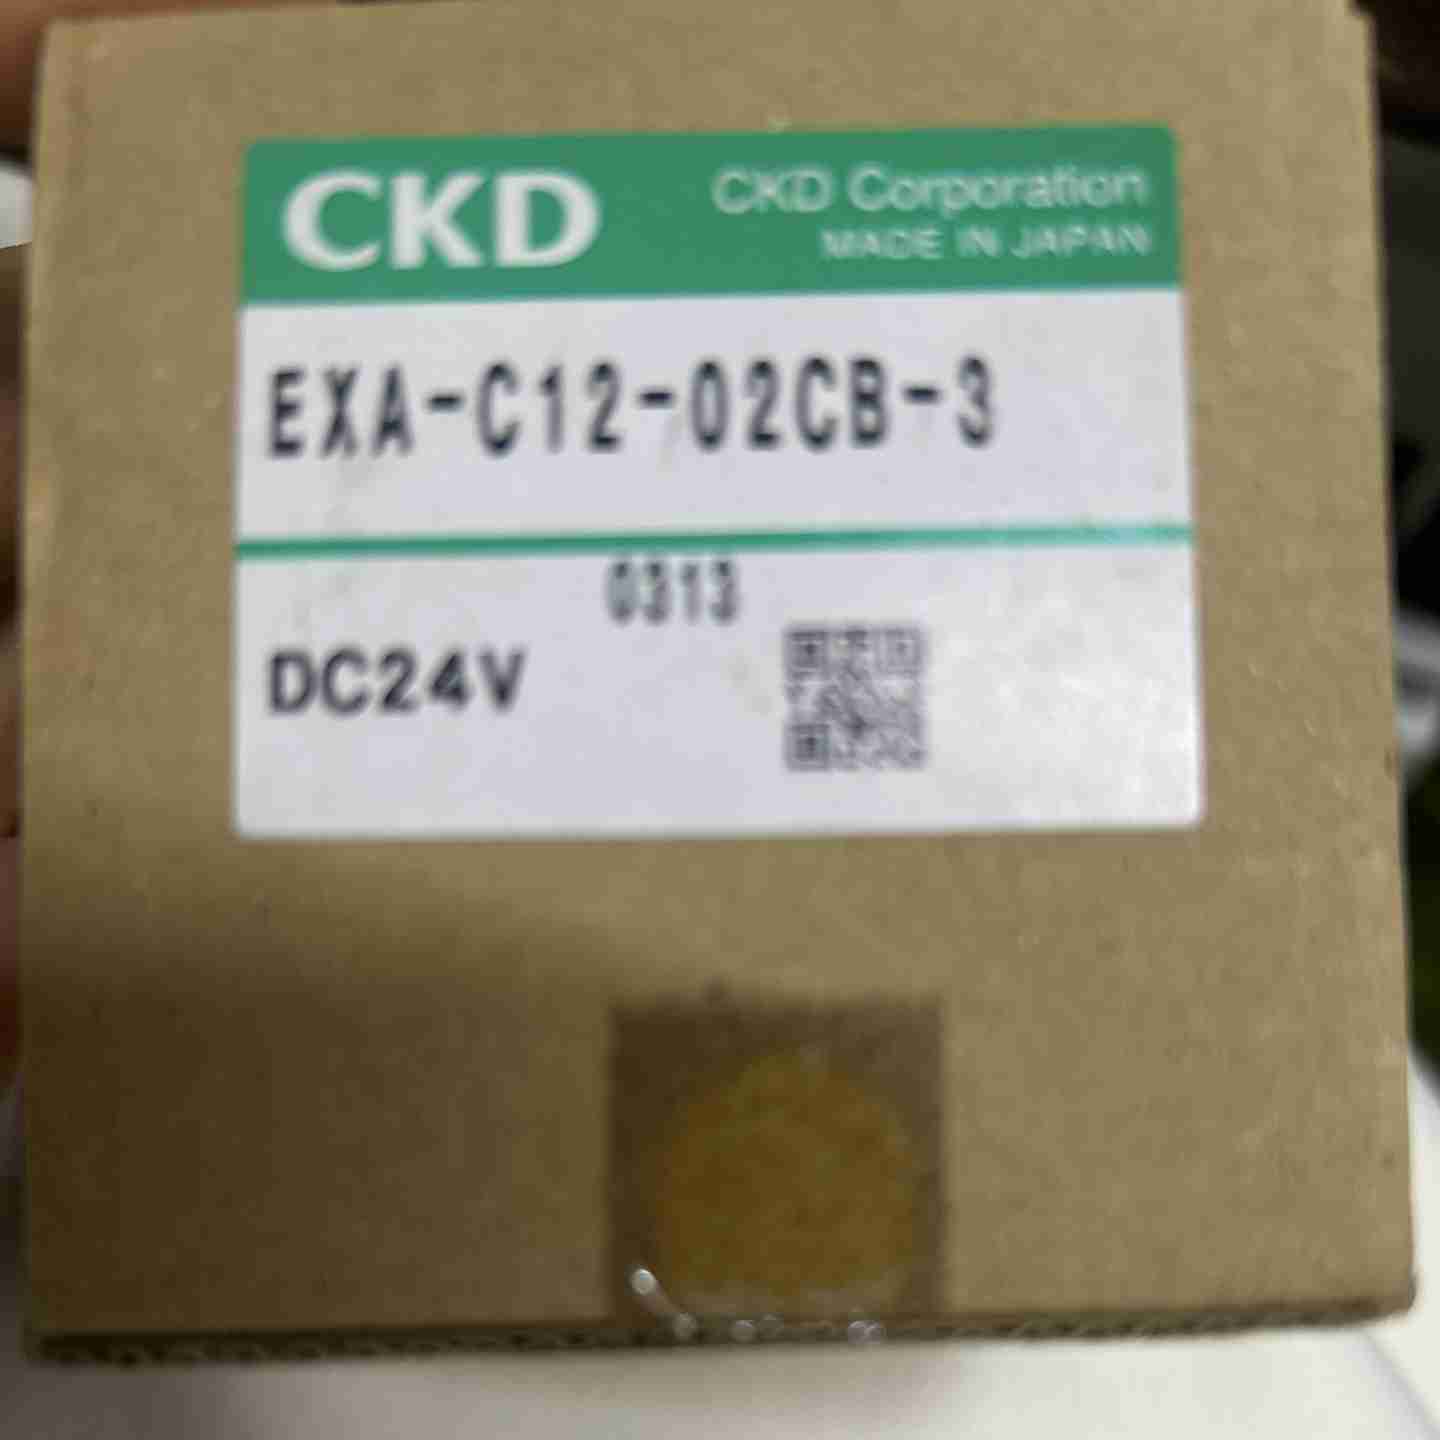 CKD
CKD Corporation
MADE IN JAPAN
EXA-C12-02CB-3
0313
DC24V